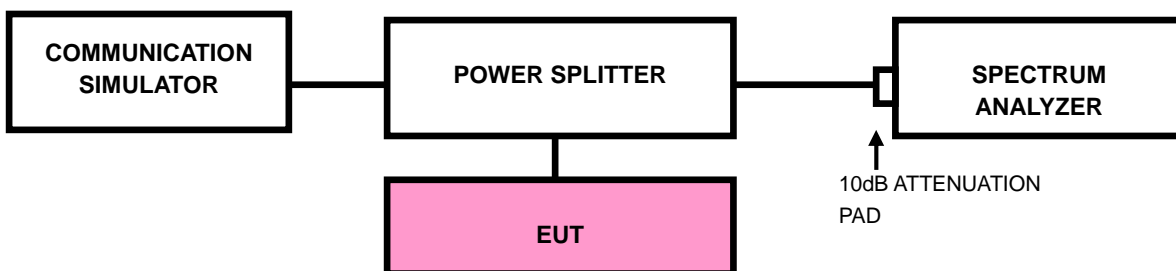 COMMUNICATION
SIMULATOR
POWER SPLITTER
SPECTRUM
ANALYZER
10dB ATTENUATION
PAD
EUT